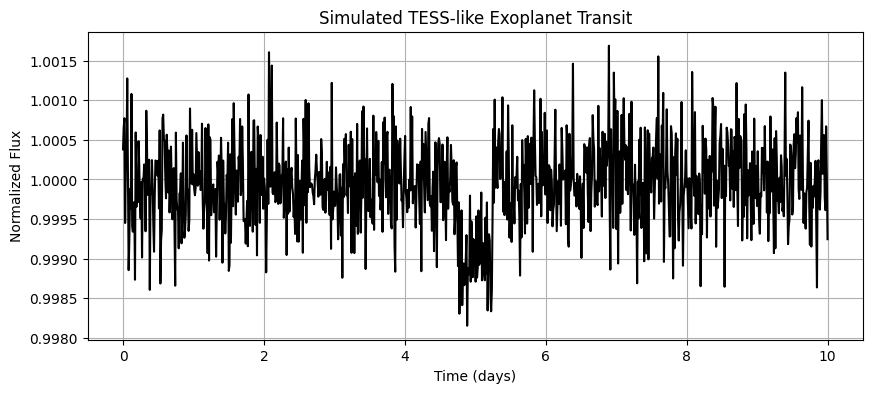 Simulated TESS-like Exoplanet Transit
Normalized Flux
1.0015
1.0010
1.0005
1.0000
0.9995
0.9990
0.9985
0.9980
0 2 4 6 8 10
Time (days)